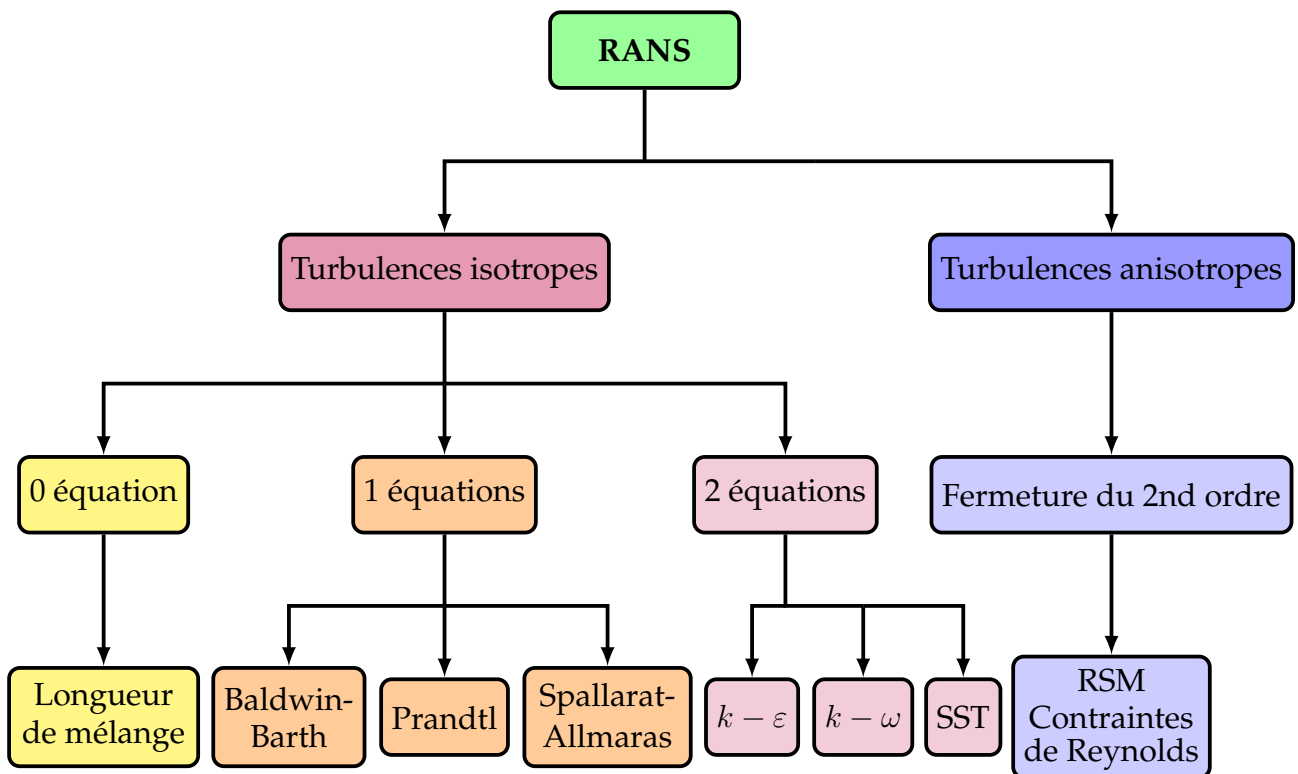 RANS
Turbulences isotropes
Turbulences anisotropes
0 équation
1 équations
2 équations
Fermeture du 2nd ordre
Longueur
de mélange
Baldwin-
Barth
Prandtl
Spallarat-
Allmaras
k − ε
k − ω
SST
RSM
Contraintes
de Reynolds